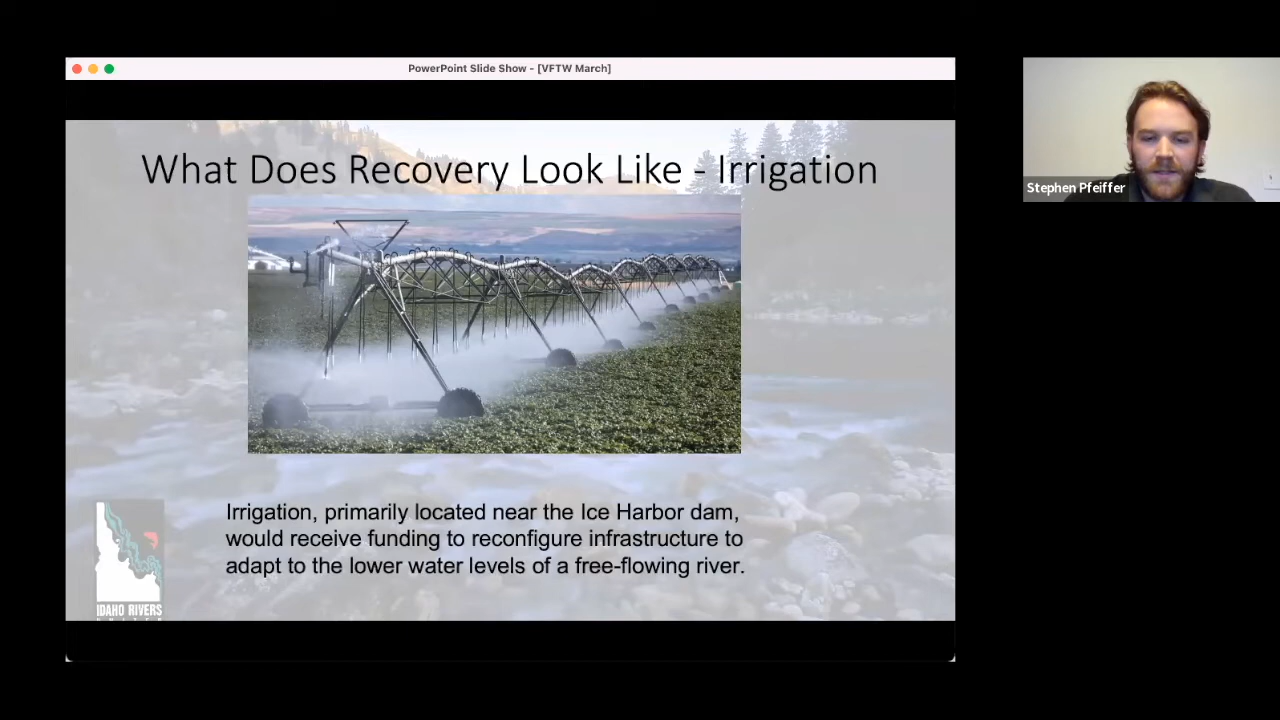 PowerPoint Slide Show - [VFTW March]
What Does Recovery Look Like - Irrigation
Stephen Pfeiffer
Irrigation, primarily located near the Ice Harbor dam,
would receive funding to reconfigure infrastructure to
adapt to the lower water levels of a free-flowing river.
IDAHO RIVERS